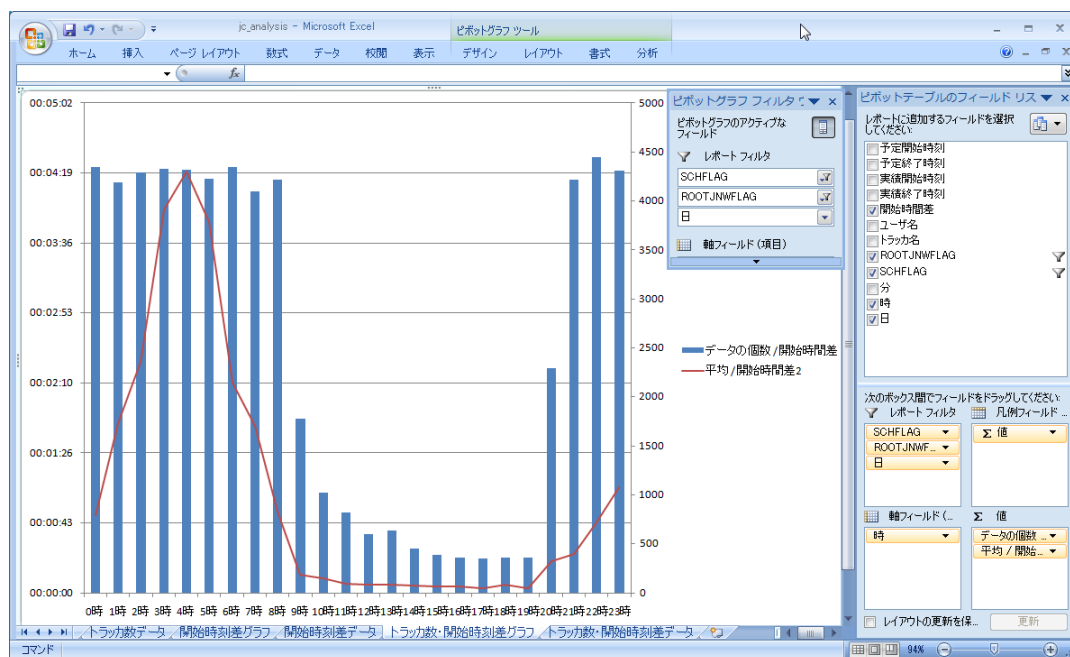 jc_analysis - Microsoft Excel
ピボットグラフ ツール
ホーム 挿入 ページ レイアウト 数式 データ 校閲 表示 デザイン レイアウト 書式 分析
fx
00:05:02
00:04:19
00:03:36
00:02:53
00:02:10
00:01:26
00:00:43
00:00:00
5000
4500
4000
3500
3000
2500
2000
1500
1000
500
0
0時 1時 2時 3時 4時 5時 6時 7時 8時 9時 10時 11時 12時 13時 14時 15時 16時 17時 18時 19時 20時 21時 22時 23時
データの個数 / 開始時間差
平均 / 開始時間差2
ピボットグラフ フィルタ
ピボットグラフのアクティブな
フィールド
レポート フィルタ
SCHFLAG
ROOTJNWFLAG
日
軸フィールド (項目)
ピボットテーブルのフィールド リスト
レポートに追加するフィールドを選択
してください:
予定開始時刻
予定終了時刻
実績開始時刻
実績終了時刻
開始時間差
ユーザ名
トラッカ名
ROOTJNWFLAG
SCHFLAG
分
時
日
次のボックス間でフィールドをドラッグしてください:
レポート フィルタ 凡例フィールド ...
SCHFLAG
ROOTJNWF...
日
Σ 値
軸フィールド (... Σ 値
時
データの個数 ...
平均 / 開始...
レイアウトの更新を保... 更新
トラッカ数データ 開始時刻差グラフ 開始時刻差データ トラッカ数・開始時刻差グラフ トラッカ数・開始時刻差データ
コマンド
94%